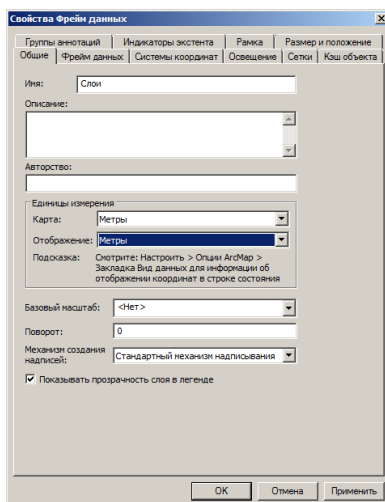 Свойства Фрейм данных
Группы аннотаций Индикаторы экстента Рамка Размер и положение
Общие Фрейм данных Системы координат Освещение Сетки Кэш объекта
Имя: Слои
Описание:
Авторство:
Единицы измерения
Карта: Метры
Отображение: Метры
Подсказка: Смотрите: Настроить > Опции ArcMap >
Закладка Вид данных для информации об
отображении координат в строке состояния
Базовый масштаб: <Нет>
Поворот: 0
Механизм создания
надписей: Стандартный механизм надписывания
Показывать прозрачность слоя в легенде
OK Отмена Применить